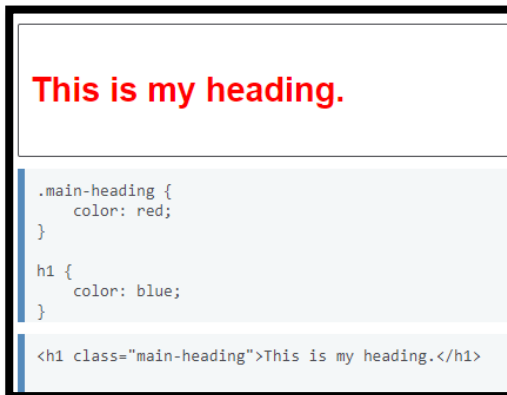 This is my heading.
.main-heading {
    color: red;
}
h1 {
    color: blue;
}
<h1 class="main-heading">This is my heading.</h1>